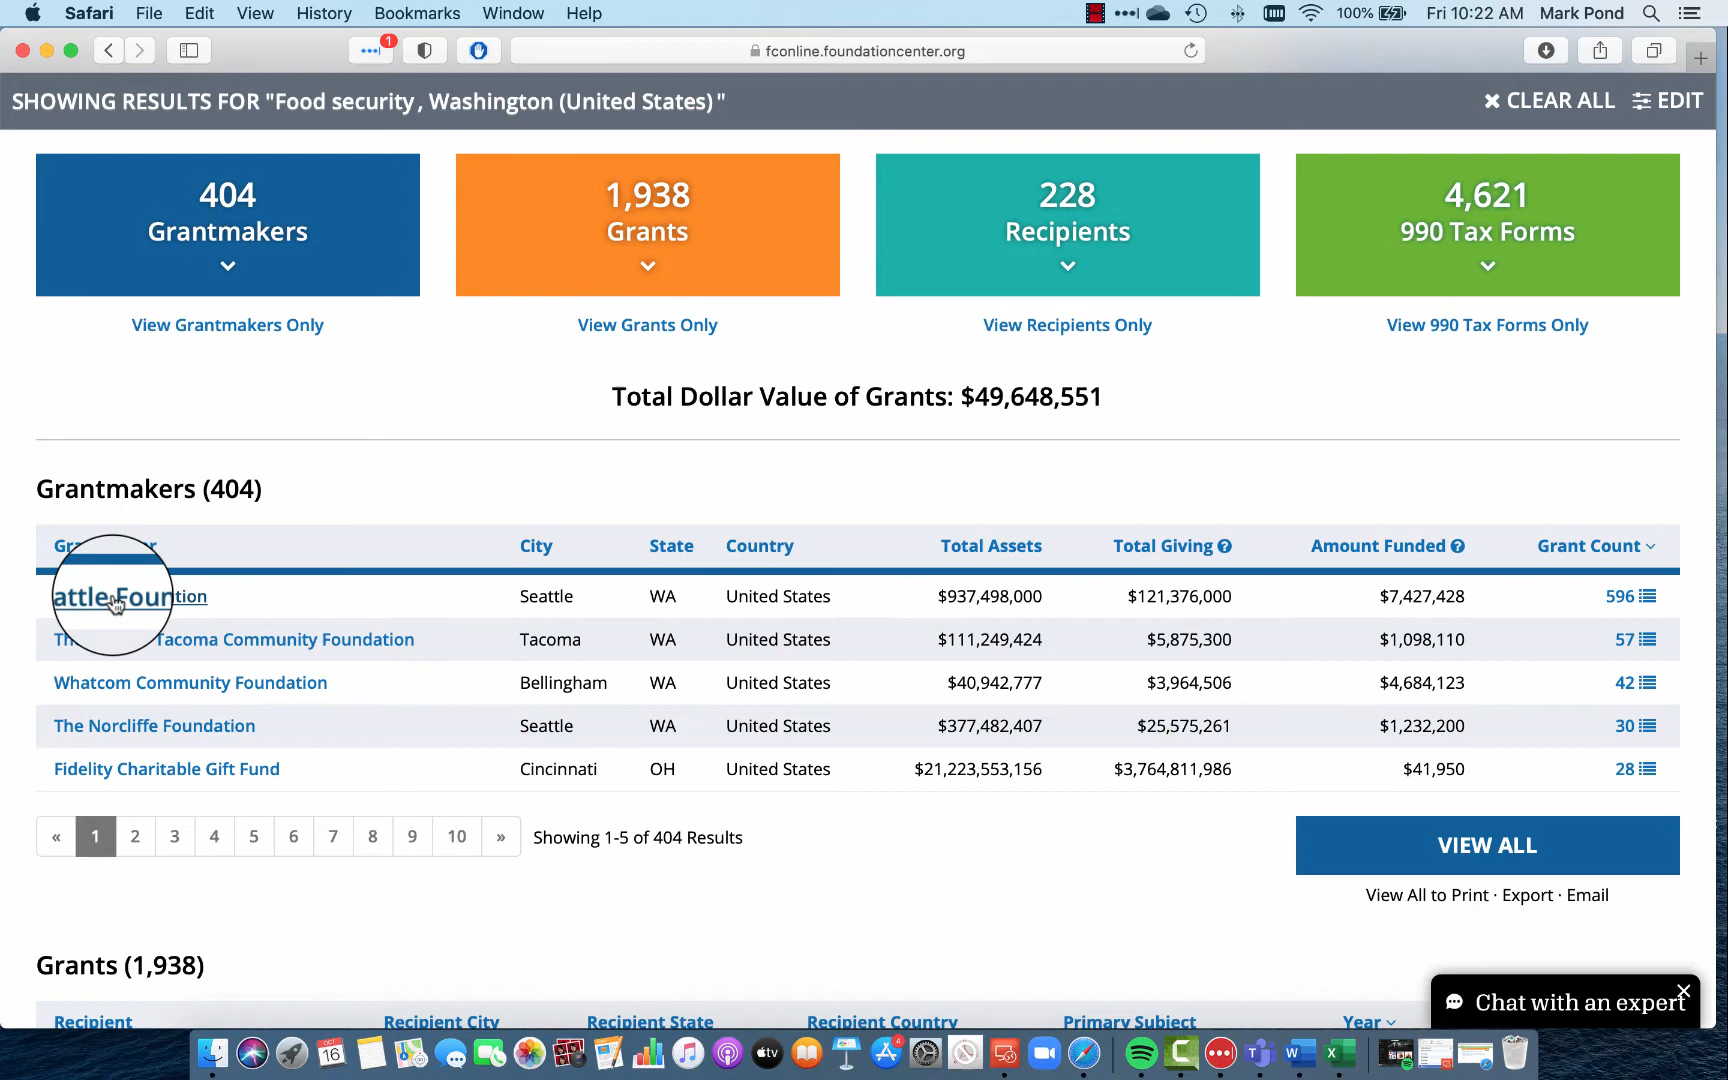 Safari File Edit View History Bookmarks Window Help 100% Fri 10:22 AM Mark Pond
1 fconline.foundationcenter.org
SHOWING RESULTS FOR "Food security, Washington (United States)" CLEAR ALL EDIT
404 1,938 228 4,621
Grantmakers Grants Recipients 990 Tax Forms
View Grantmakers Only View Grants Only View Recipients Only View 990 Tax Forms Only
Total Dollar Value of Grants: $49,648,551
Grantmakers (404)
City State Country Total Assets Total Giving Amount Funded Grant Count
attle Foun tion Seattle WA United States $937,498,000 $121,376,000 $7,427,428 596
Tacoma Community Foundation Tacoma WA United States $111,249,424 $5,875,300 $1,098,110 57
Whatcom Community Foundation Bellingham WA United States $40,942,777 $3,964,506 $4,684,123 42
The Norcliffe Foundation Seattle WA United States $377,482,407 $25,575,261 $1,232,200 30
Fidelity Charitable Gift Fund Cincinnati OH United States $21,223,553,156 $3,764,811,986 $41,950 28
« 1 2 3 4 5 6 7 8 9 10 » Showing 1-5 of 404 Results VIEW ALL
View All to Print · Export · Email
Grants (1,938)
Chat with an expert
Recipient Recipient City Recipient State Recipient Country Primary Subject Year
OCT 16 tv 4